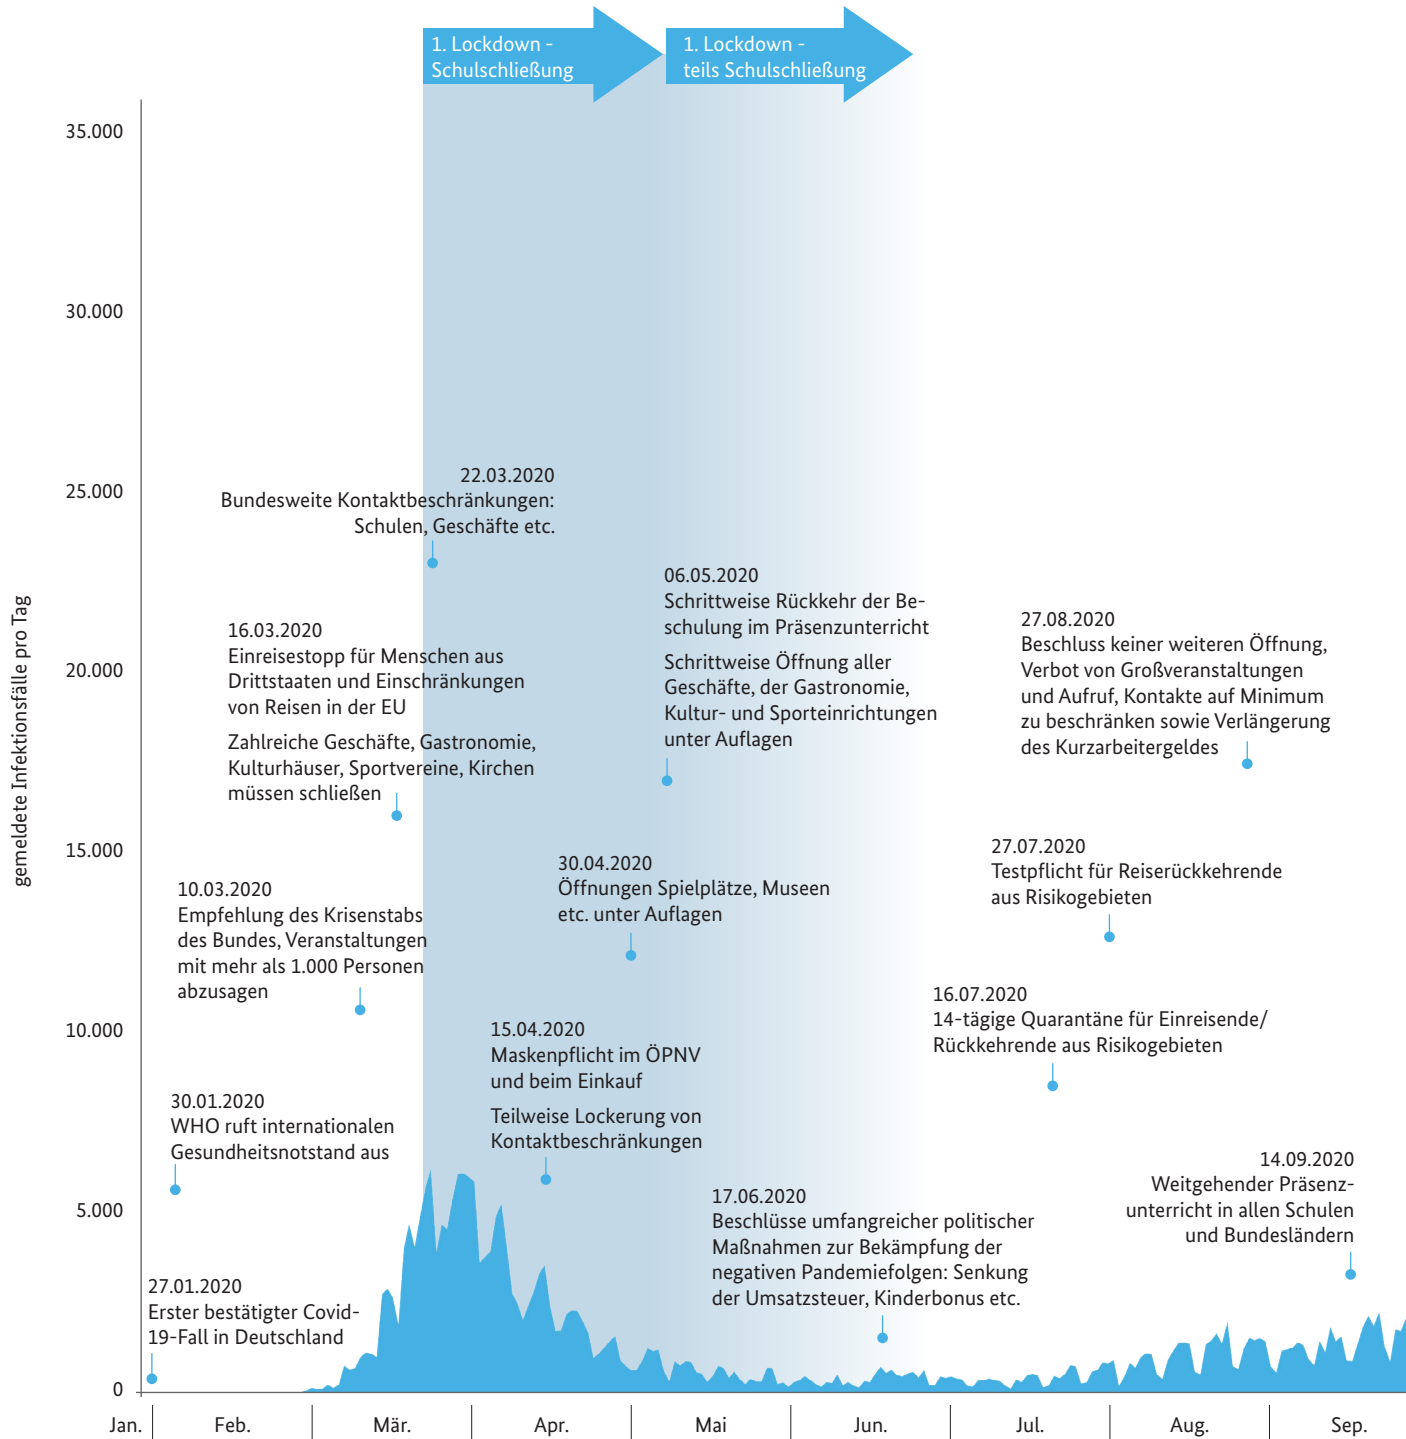 1. Lockdown -
Schulschließung
1. Lockdown -
teils Schulschließung
gemeldete Infektionsfälle pro Tag
35.000
30.000
25.000
20.000
15.000
10.000
5.000
0
22.03.2020
Bundesweite Kontaktbeschränkungen:
Schulen, Geschäfte etc.
16.03.2020
Einreisestopp für Menschen aus
Drittstaaten und Einschränkungen
von Reisen in der EU
Zahlreiche Geschäfte, Gastronomie,
Kulturhäuser, Sportvereine, Kirchen
müssen schließen
10.03.2020
Empfehlung des Krisenstabs
des Bundes, Veranstaltungen
mit mehr als 1.000 Personen
abzusagen
30.01.2020
WHO ruft internationalen
Gesundheitsnotstand aus
27.01.2020
Erster bestätigter Covid-
19-Fall in Deutschland
06.05.2020
Schrittweise Rückkehr der Be-
schulung im Präsenzunterricht
Schrittweise Öffnung aller
Geschäfte, der Gastronomie,
Kultur- und Sporteinrichtungen
unter Auflagen
30.04.2020
Öffnungen Spielplätze, Museen
etc. unter Auflagen
15.04.2020
Maskenpflicht im ÖPNV
und beim Einkauf
Teilweise Lockerung von
Kontaktbeschränkungen
17.06.2020
Beschlüsse umfangreicher politischer
Maßnahmen zur Bekämpfung der
negativen Pandemiefolgen: Senkung
der Umsatzsteuer, Kinderbonus etc.
27.08.2020
Beschluss keiner weiteren Öffnung,
Verbot von Großveranstaltungen
und Aufruf, Kontakte auf Minimum
zu beschränken sowie Verlängerung
des Kurzarbeitergeldes
27.07.2020
Testpflicht für Reiserückkehrende
aus Risikogebieten
16.07.2020
14-tägige Quarantäne für Einreisende/
Rückkehrende aus Risikogebieten
14.09.2020
Weitgehender Präsenz-
unterricht in allen Schulen
und Bundesländern
Jan. Feb. Mär. Apr. Mai Jun. Jul. Aug. Sep.